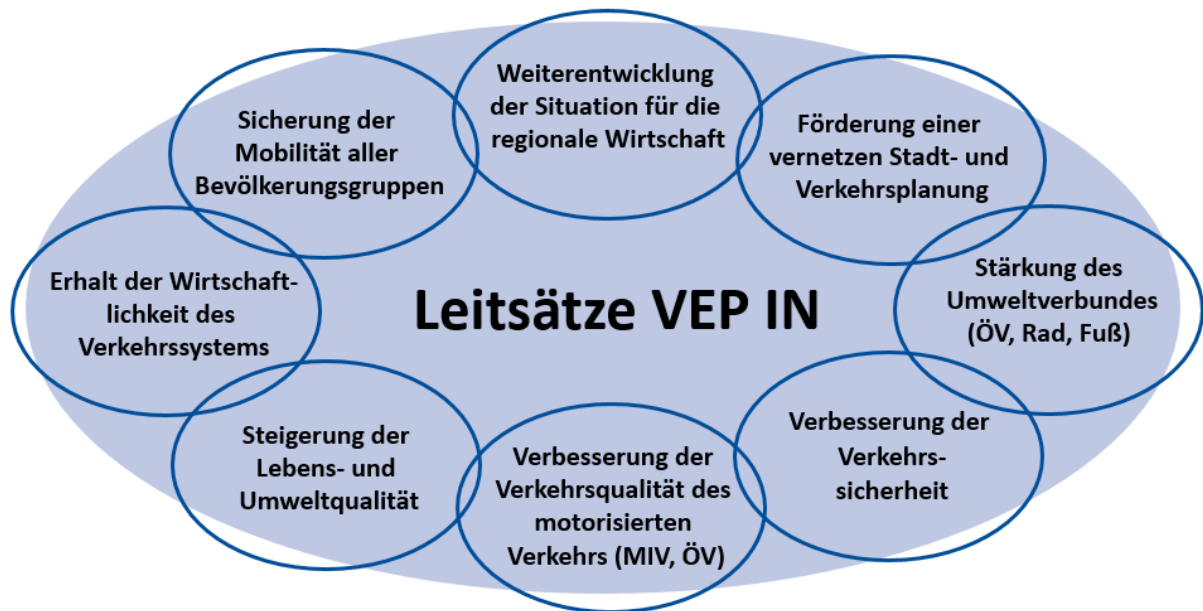 Weiterentwicklung
der Situation für die
regionale Wirtschaft
Sicherung der
Mobilität aller
Bevölkerungsgruppen
Förderung einer
vernetzen Stadt- und
Verkehrsplanung
Erhalt der Wirtschaft-
lichkeit des
Verkehrssystems
Leitsätze VEP IN
Stärkung des
Umweltverbundes
(ÖV, Rad, Fuß)
Steigerung der
Lebens- und
Umweltqualität
Verbesserung der
Verkehrsqualität des
motorisierten
Verkehrs (MIV, ÖV)
Verbesserung der
Verkehrs-
sicherheit